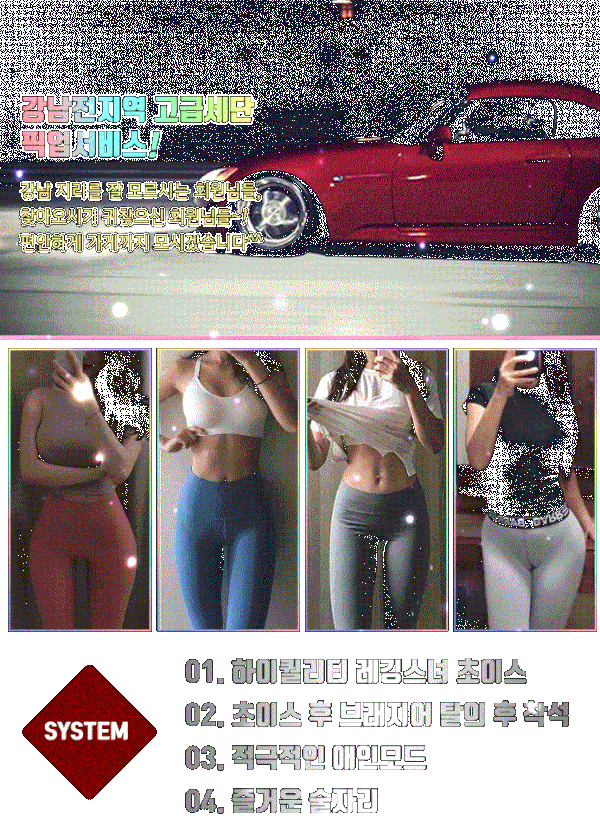 강남전지역 고급세단
픽업서비스!
강남 지리를 잘 모르시는 회원님들,
찾아오시기 귀찮으신 회원님들~!
편안하게 가게까지 모시겠습니다^^
SYSTEM
01. 하이퀄리티 레깅스녀 초이스
02. 초이스 후 브래지어 탈의 후 착석
03. 적극적인 애인모드
04. 즐거운 술자리